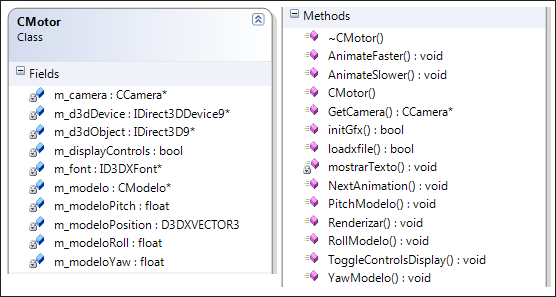 CMotor
Class
Fields
m_camera : CCamera*
m_d3dDevice : IDirect3DDevice9*
m_d3dObject : IDirect3D9*
m_displayControls : bool
m_font : ID3DXFont*
m_modelo : CModelo*
m_modeloPitch : float
m_modeloPosition : D3DXVECTOR3
m_modeloRoll : float
m_modeloYaw : float
Methods
~CMotor()
AnimateFaster() : void
AnimateSlower() : void
CMotor()
GetCamera() : CCamera*
initGfx() : bool
loadxfile() : bool
mostrarTexto() : void
NextAnimation() : void
PitchModelo() : void
Renderizar() : void
RollModelo() : void
ToggleControlsDisplay() : void
YawModelo() : void